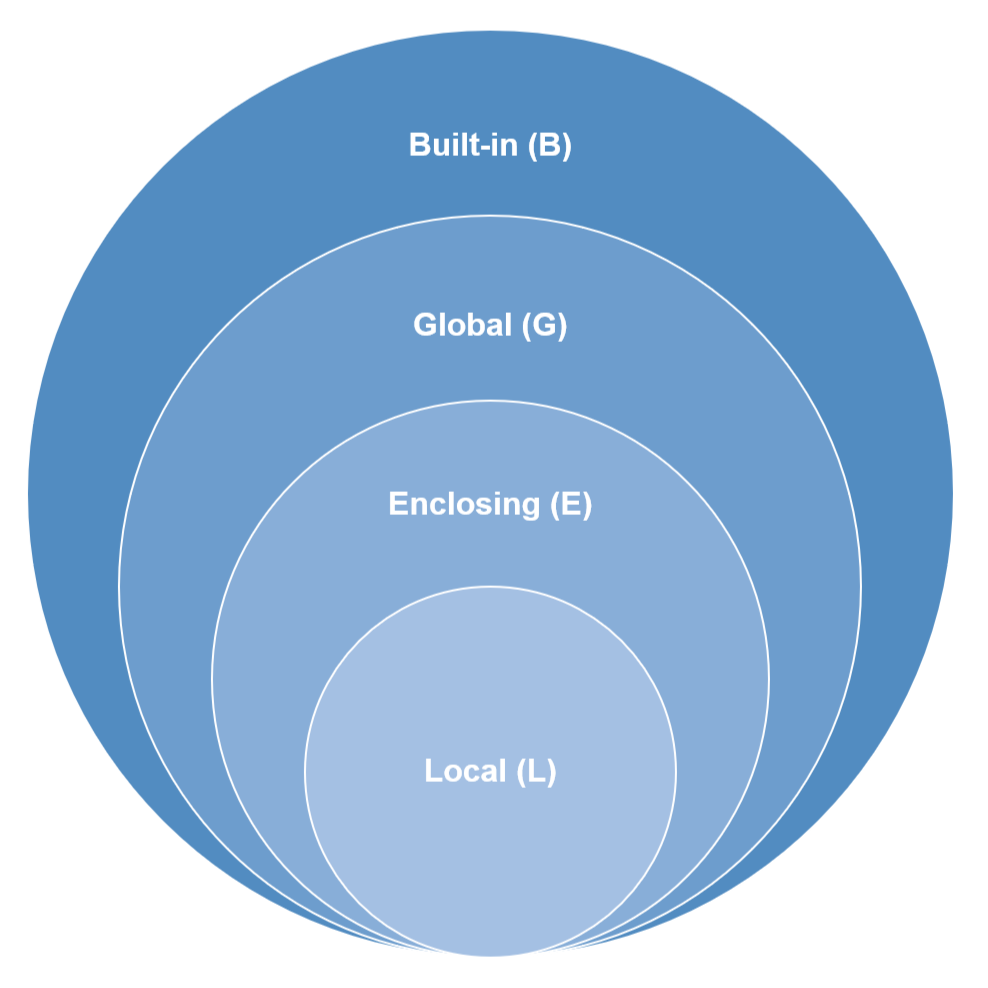 Built-in (B)
Global (G)
Enclosing (E)
Local (L)